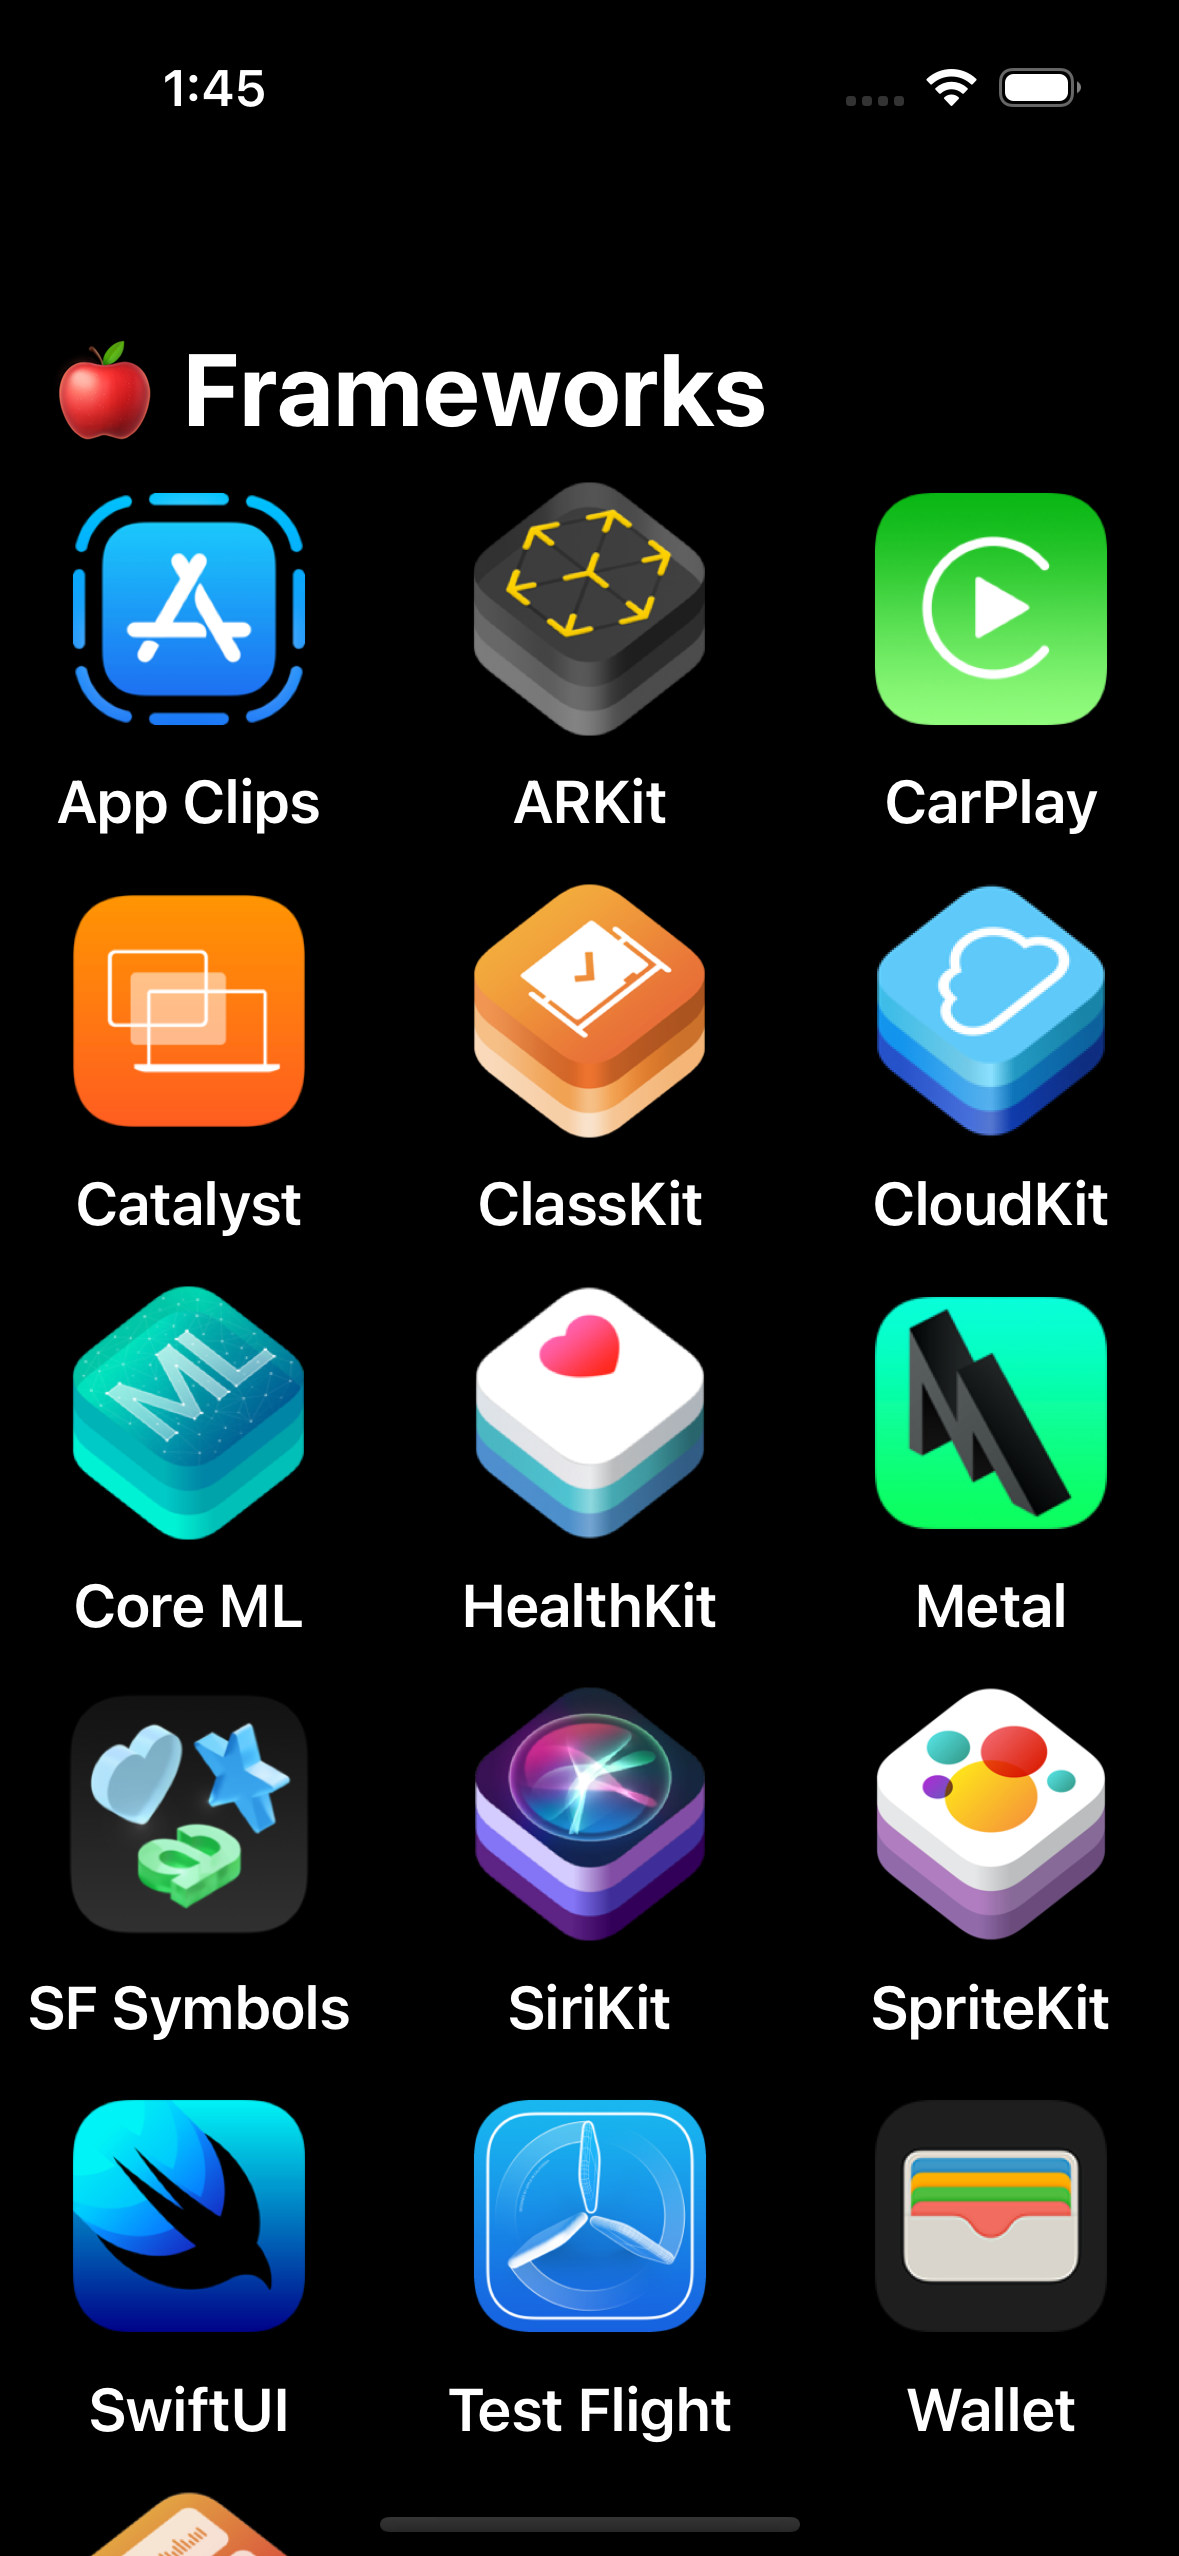 1:45
Frameworks
App Clips
ARKit
CarPlay
Catalyst
ClassKit
CloudKit
ML
Core ML
HealthKit
Metal
SF Symbols
SiriKit
SpriteKit
SwiftUI
Test Flight
Wallet